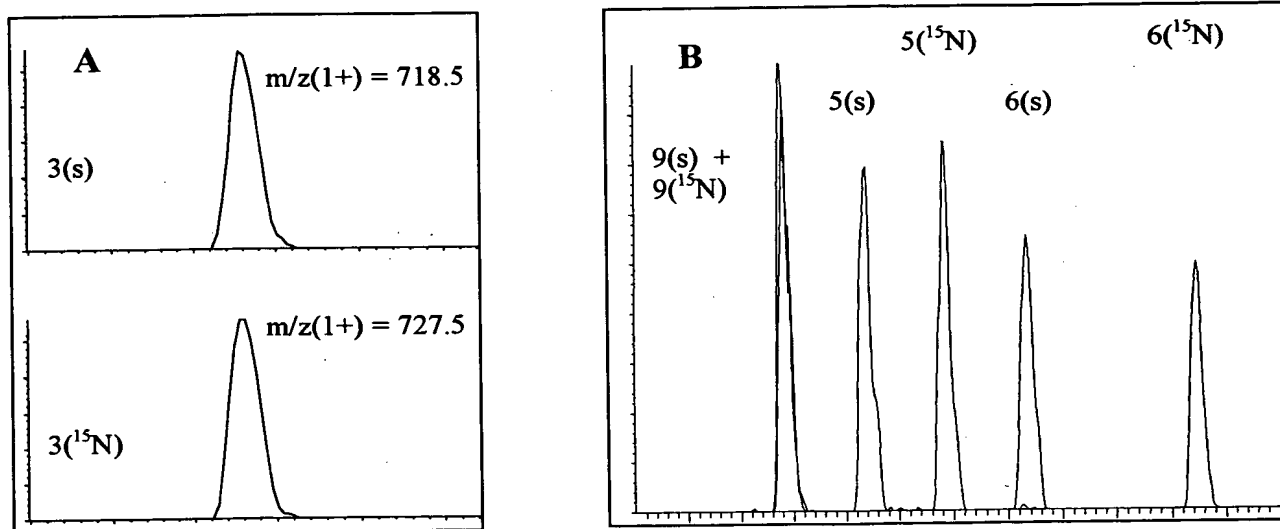 A
m/z(1+) = 718.5
3(s)
m/z(1+) = 727.5
3(¹⁵N)
B
5(¹⁵N)
6(¹⁵N)
5(s)
6(s)
9(s) +
9(¹⁵N)